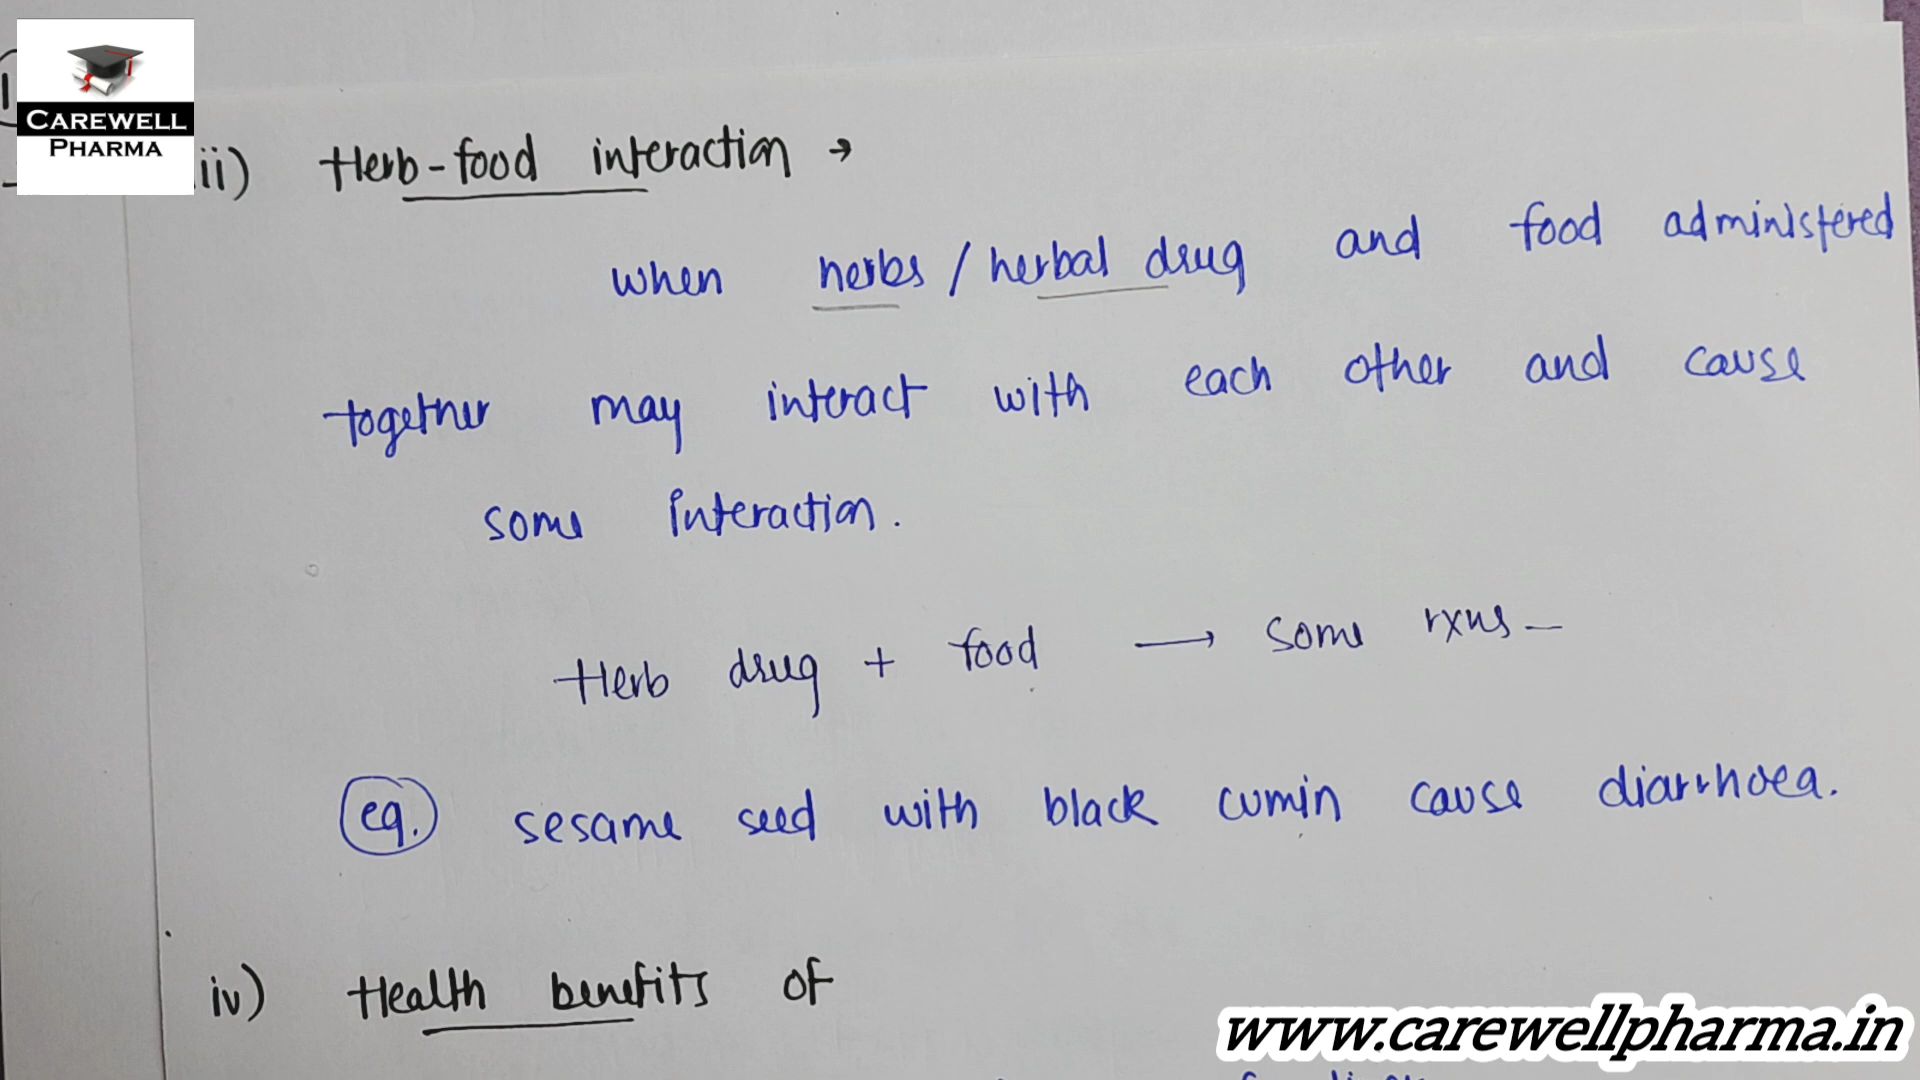 CAREWELL
PHARMA
ii) Herb-food interaction →
when herbs / herbal drug and food administered
together may interact with each other and cause
some interaction.
Herb drug + food → some rxns -
eg. sesame seed with black cumin cause diarrhoea.
iv) Health benefits of
www.carewellpharma.in